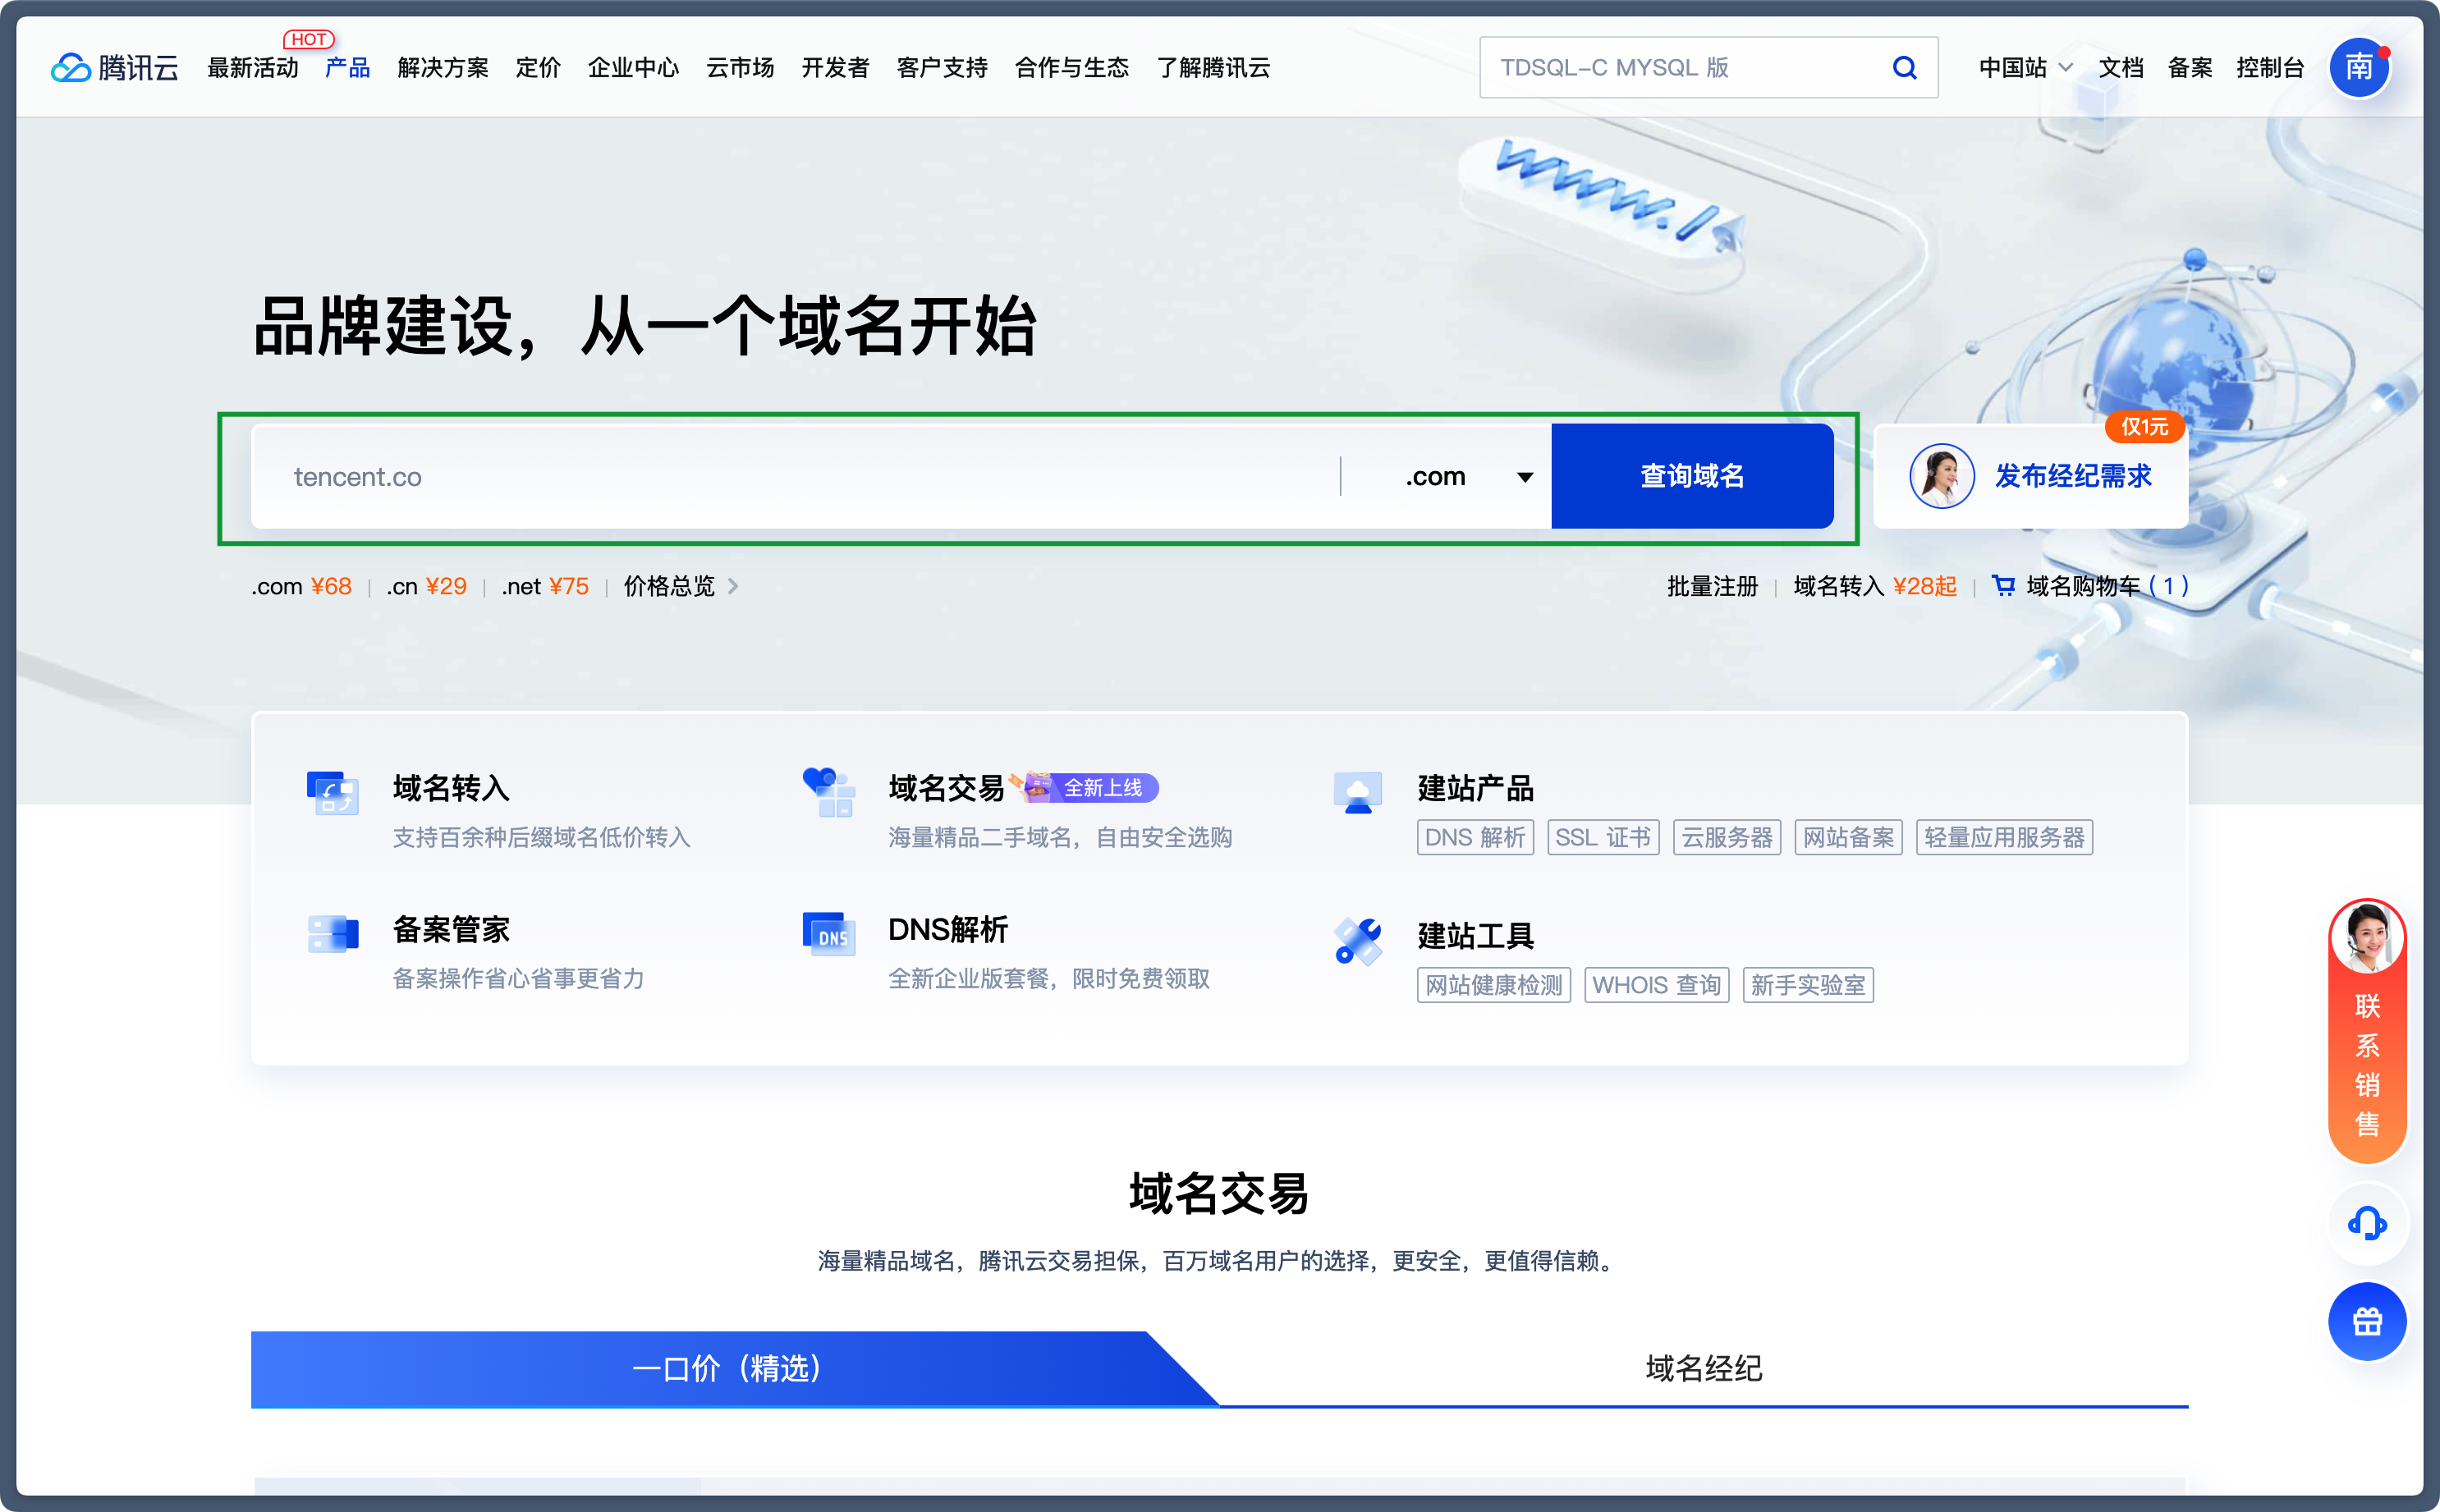 HOT
腾讯云 最新活动 产品 解决方案 定价 企业中心 云市场 开发者 客户支持 合作与生态 了解腾讯云 TDSQL-C MYSQL 版 中国站 文档 备案 控制台 南
www./
品牌建设，从一个域名开始
仅1元
tencent.co .com 查询域名 发布经纪需求
.com ¥68 | .cn ¥29 | .net ¥75 | 价格总览 批量注册 | 域名转入 ¥28起 | 域名购物车 ( 1 )
域名转入
支持百余种后缀域名低价转入
域名交易 全新上线
海量精品二手域名，自由安全选购
建站产品
DNS 解析 SSL 证书 云服务器 网站备案 轻量应用服务器
备案管家
备案操作省心省事更省力
DNS
DNS解析
全新企业版套餐，限时免费领取
建站工具
网站健康检测 WHOIS 查询 新手实验室
联
系
销
售
域名交易
海量精品域名，腾讯云交易担保，百万域名用户的选择，更安全，更值得信赖。
一口价（精选） 域名经纪